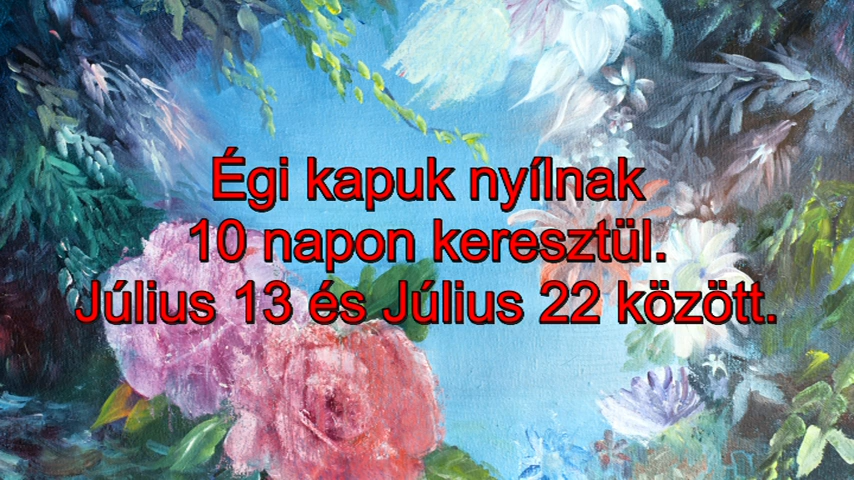 Égi kapuk nyílnak
10 napon keresztül.
Július 13 és Július 22 között.